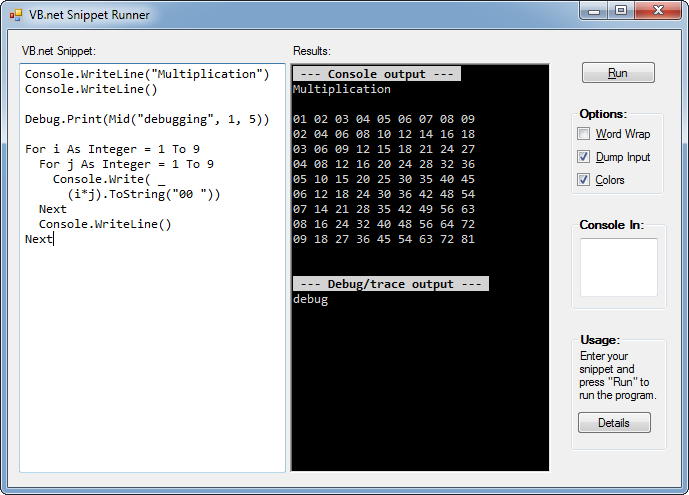 VB.net Snippet Runner
VB.net Snippet:
Console.WriteLine("Multiplication")
Console.WriteLine()

Debug.Print(Mid("debugging", 1, 5))

For i As Integer = 1 To 9
  For j As Integer = 1 To 9
    Console.Write( _
      (i*j).ToString("00 "))
  Next
  Console.WriteLine()
Next
Results:
--- Console output ---
Multiplication

01 02 03 04 05 06 07 08 09
02 04 06 08 10 12 14 16 18
03 06 09 12 15 18 21 24 27
04 08 12 16 20 24 28 32 36
05 10 15 20 25 30 35 40 45
06 12 18 24 30 36 42 48 54
07 14 21 28 35 42 49 56 63
08 16 24 32 40 48 56 64 72
09 18 27 36 45 54 63 72 81

--- Debug/trace output ---
debug
Run
Options:
Word Wrap
Dump Input
Colors
Console In:
Usage:
Enter your
snippet and
press "Run" to
run the program.
Details